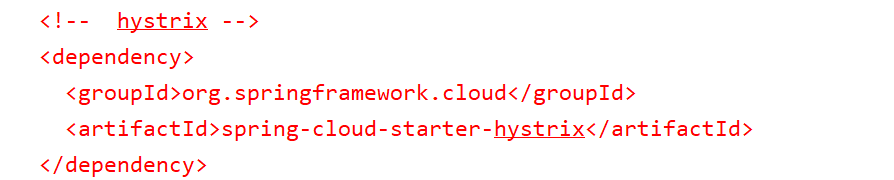 <!--  hystrix -->
<dependency>
  <groupId>org.springframework.cloud</groupId>
  <artifactId>spring-cloud-starter-hystrix</artifactId>
</dependency>